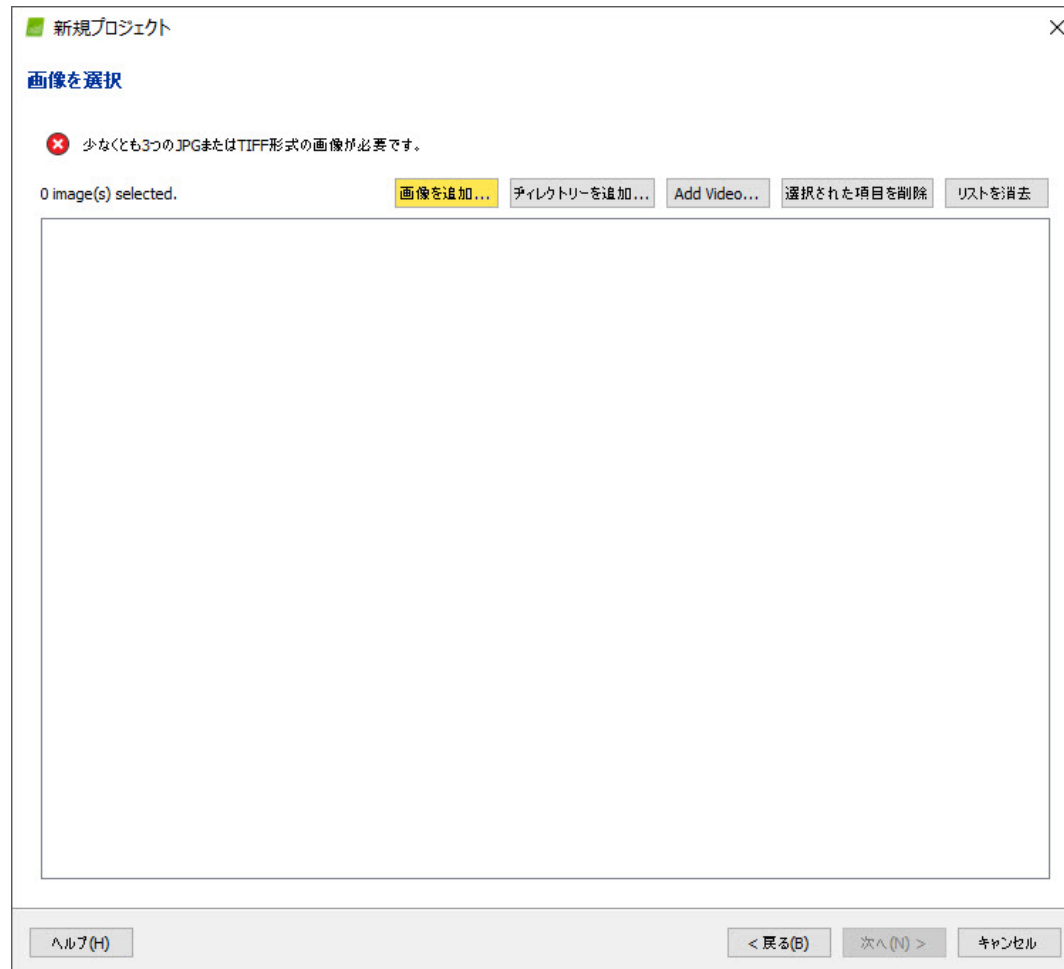 新規プロジェクト
画像を選択
少なくとも3つのJPGまたはTIFF形式の画像が必要です。
0 image(s) selected. 画像を追加... ディレクトリーを追加... Add Video... 選択された項目を削除 リストを消去
ヘルプ(H) < 戻る(B) 次へ(N) > キャンセル